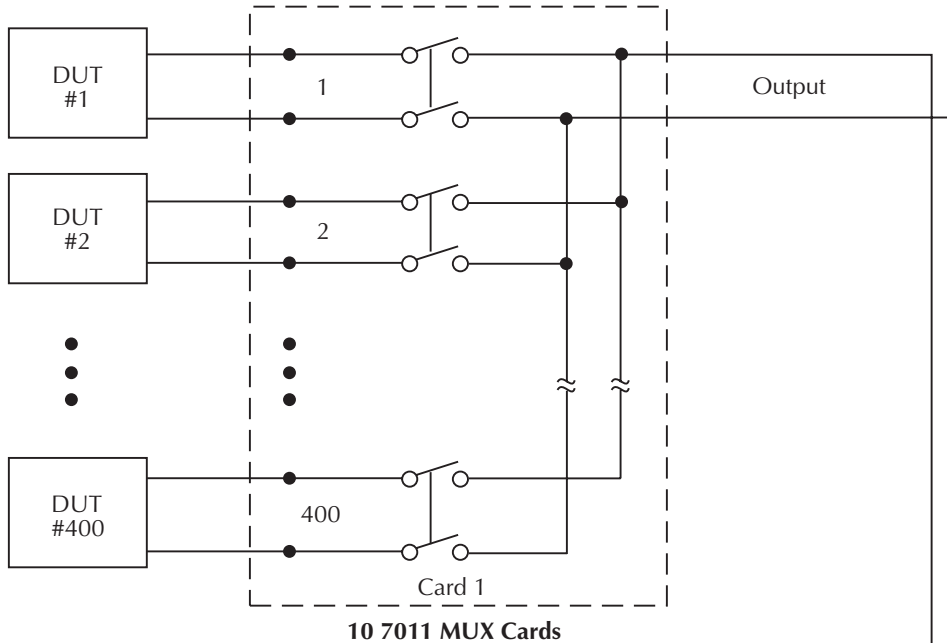 DUT
#1
1
Output
DUT
#2
2
DUT
#400
400
Card 1
10 7011 MUX Cards